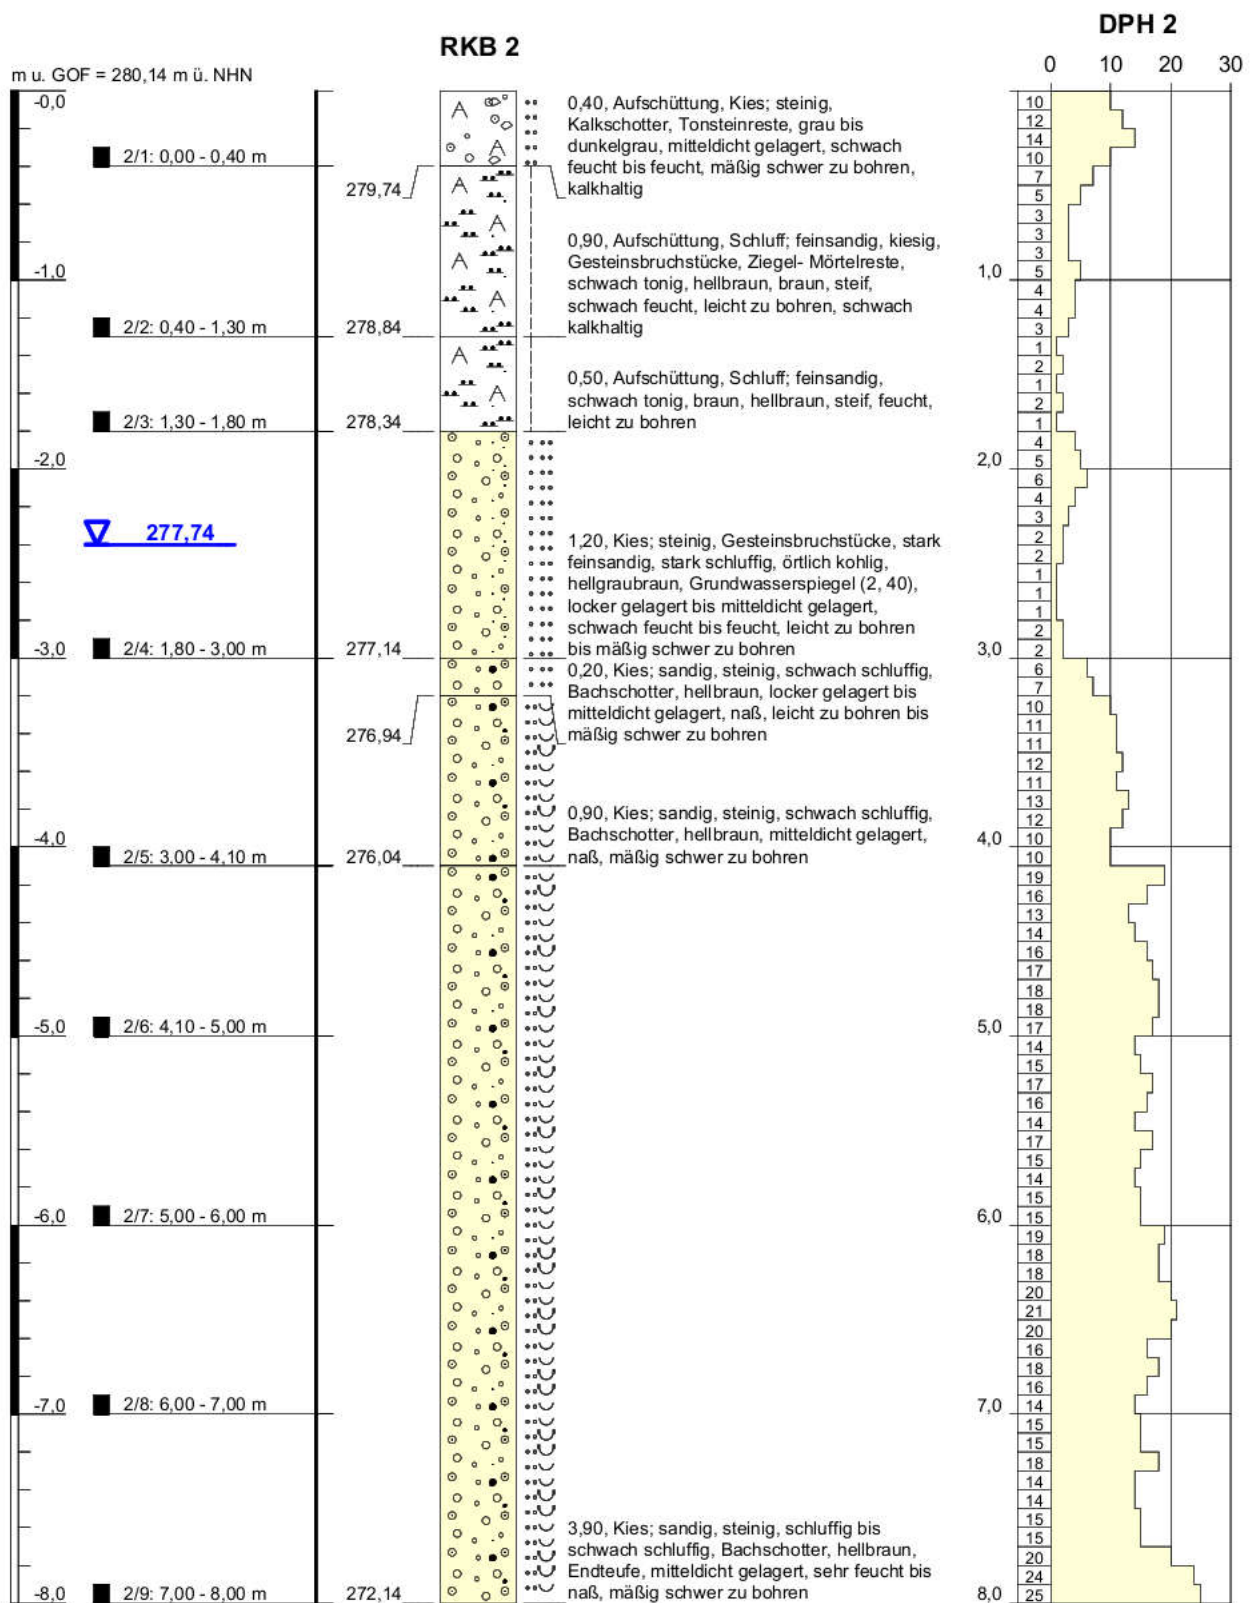 RKB 2
DPH 2
m u. GOF = 280,14 m ü. NHN
0 10 20 30
-0,0
2/1: 0,00 - 0,40 m
279,74
0,40, Aufschüttung, Kies; steinig,
Kalkschotter, Tonsteinreste, grau bis
dunkelgrau, mitteldicht gelagert, schwach
feucht bis feucht, mäßig schwer zu bohren,
kalkhaltig
-1,0
2/2: 0,40 - 1,30 m
278,84
0,90, Aufschüttung, Schluff; feinsandig, kiesig,
Gesteinsbruchstücke, Ziegel- Mörtelreste,
schwach tonig, hellbraun, braun, steif,
schwach feucht, leicht zu bohren, schwach
kalkhaltig
2/3: 1,30 - 1,80 m
278,34
0,50, Aufschüttung, Schluff; feinsandig,
schwach tonig, braun, hellbraun, steif, feucht,
leicht zu bohren
-2,0
277,74
1,20, Kies; steinig, Gesteinsbruchstücke, stark
feinsandig, stark schluffig, örtlich kohlig,
hellgraubraun, Grundwasserspiegel (2, 40),
locker gelagert bis mitteldicht gelagert,
schwach feucht bis feucht, leicht zu bohren
bis mäßig schwer zu bohren
-3,0
2/4: 1,80 - 3,00 m
277,14
0,20, Kies; sandig, steinig, schwach schluffig,
Bachschotter, hellbraun, locker gelagert bis
mitteldicht gelagert, naß, leicht zu bohren bis
mäßig schwer zu bohren
276,94
-4,0
2/5: 3,00 - 4,10 m
276,04
0,90, Kies; sandig, steinig, schwach schluffig,
Bachschotter, hellbraun, mitteldicht gelagert,
naß, mäßig schwer zu bohren
-5,0
2/6: 4,10 - 5,00 m
-6,0
2/7: 5,00 - 6,00 m
-7,0
2/8: 6,00 - 7,00 m
-8,0
2/9: 7,00 - 8,00 m
272,14
3,90, Kies; sandig, steinig, schluffig bis
schwach schluffig, Bachschotter, hellbraun,
Endteufe, mitteldicht gelagert, sehr feucht bis
naß, mäßig schwer zu bohren
10
12
14
10
7
5
3
3
3
1,0 5
4
4
3
1
2
1
2
1
4
2,0 5
6
4
3
2
2
1
1
1
2
3,0 2
6
7
10
11
11
12
11
13
12
4,0 10
10
19
16
13
14
16
17
18
18
5,0 17
14
15
17
16
14
17
15
14
15
6,0 15
19
18
18
20
21
20
16
18
16
7,0 14
15
15
18
14
14
15
15
20
24
8,0 25